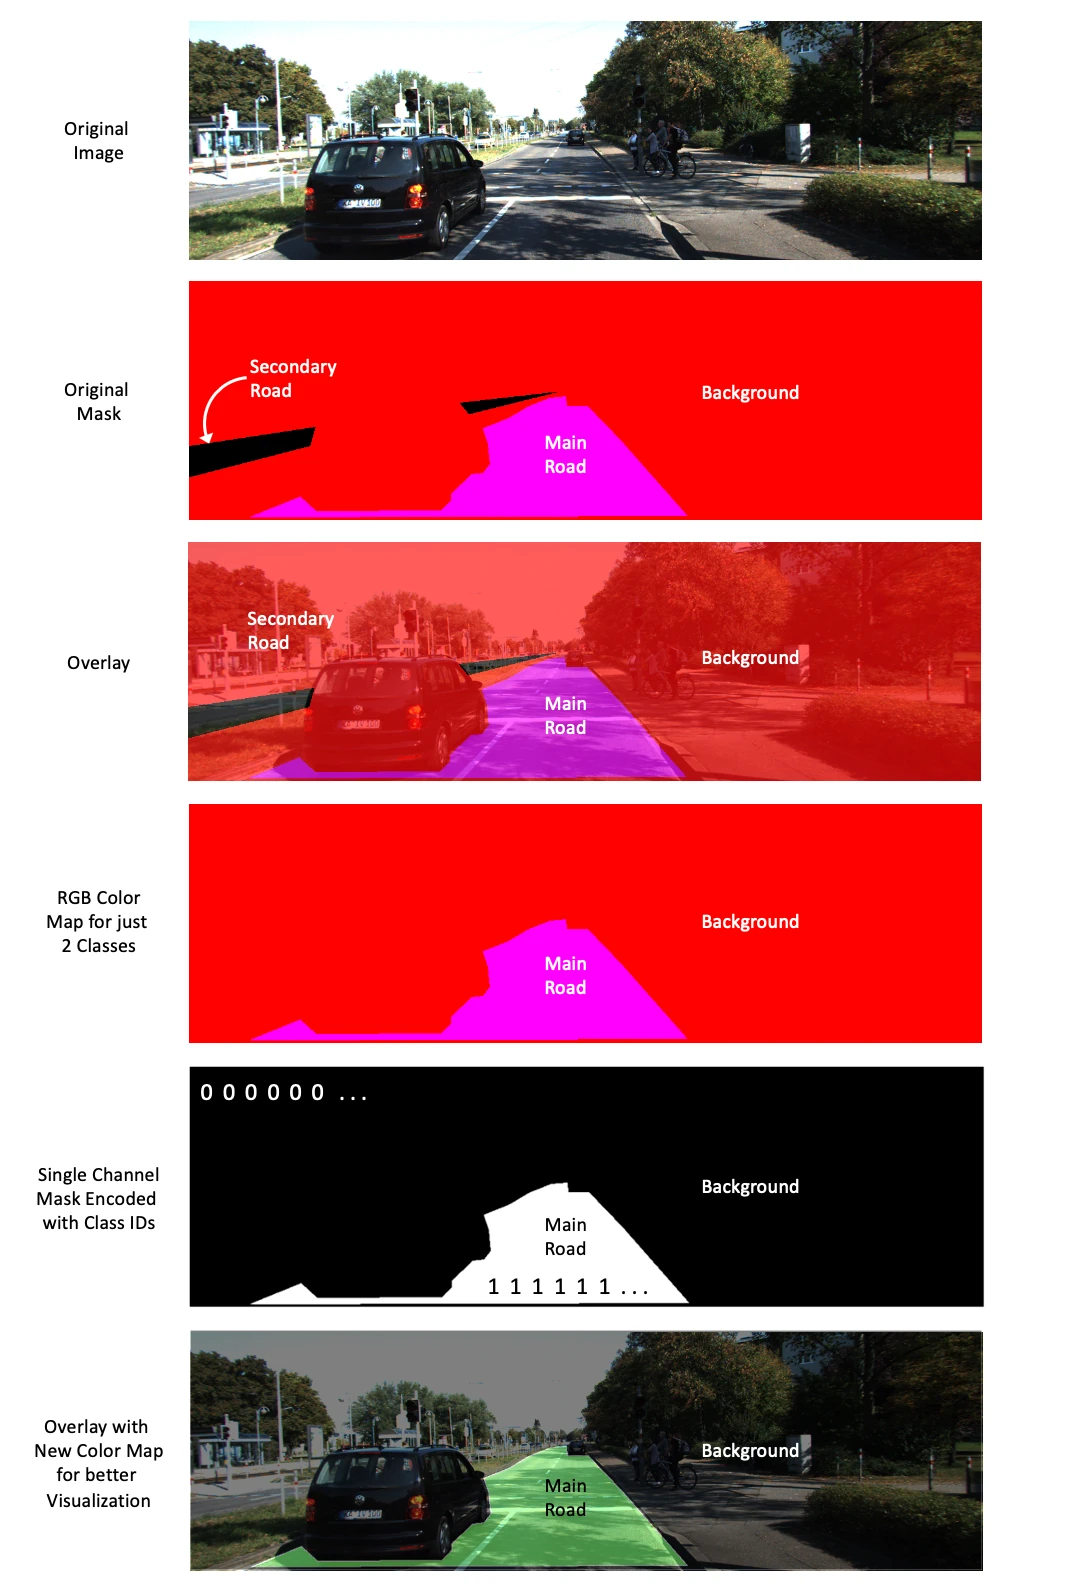 Original
Image
Original
Mask
Secondary
Road
Background
Main
Road
Overlay
Secondary
Road
Background
Main
Road
RGB Color
Map for just
2 Classes
Background
Main
Road
Single Channel
Mask Encoded
with Class IDs
0 0 0 0 0 0 ...
Background
Main
Road
1 1 1 1 1 1 ...
Overlay with
New Color Map
for better
Visualization
Background
Main
Road